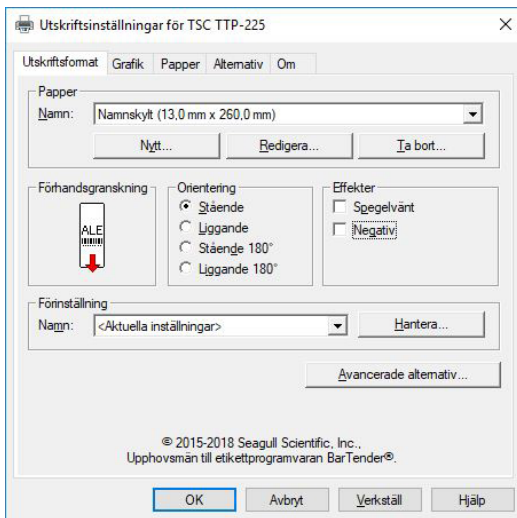 Utskriftsinställningar för TSC TTP-225
Utskriftsformat Grafik Papper Alternativ Om
Papper
Namn: Namnskylt (13,0 mm x 260,0 mm)
Nytt... Redigera... Ta bort...
Förhandsgranskning Orientering Effekter
ALE
Stående Spegelvänt
Liggande Negativ
Stående 180°
Liggande 180°
Förinställning
Namn: <Aktuella inställningar> Hantera...
Avancerade alternativ...
© 2015-2018 Seagull Scientific, Inc.,
Upphovsmän till etikettprogramvaran BarTender®.
OK Avbryt Verkställ Hjälp